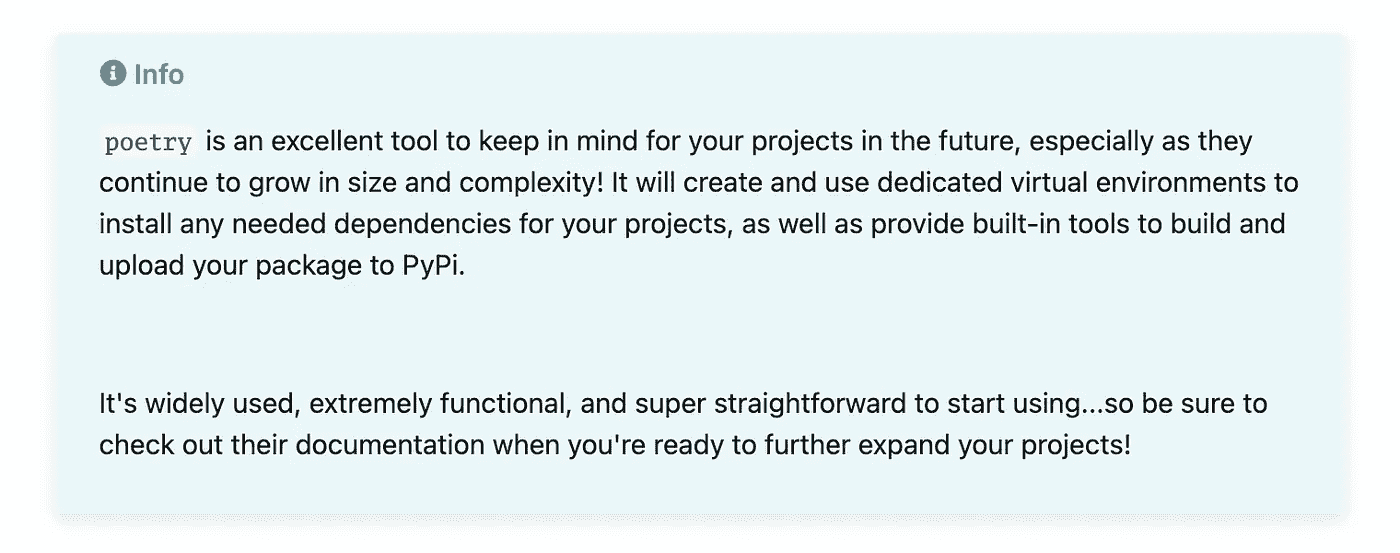 Info
poetry is an excellent tool to keep in mind for your projects in the future, especially as they
continue to grow in size and complexity! It will create and use dedicated virtual environments to
install any needed dependencies for your projects, as well as provide built-in tools to build and
upload your package to PyPi.
It's widely used, extremely functional, and super straightforward to start using...so be sure to
check out their documentation when you're ready to further expand your projects!